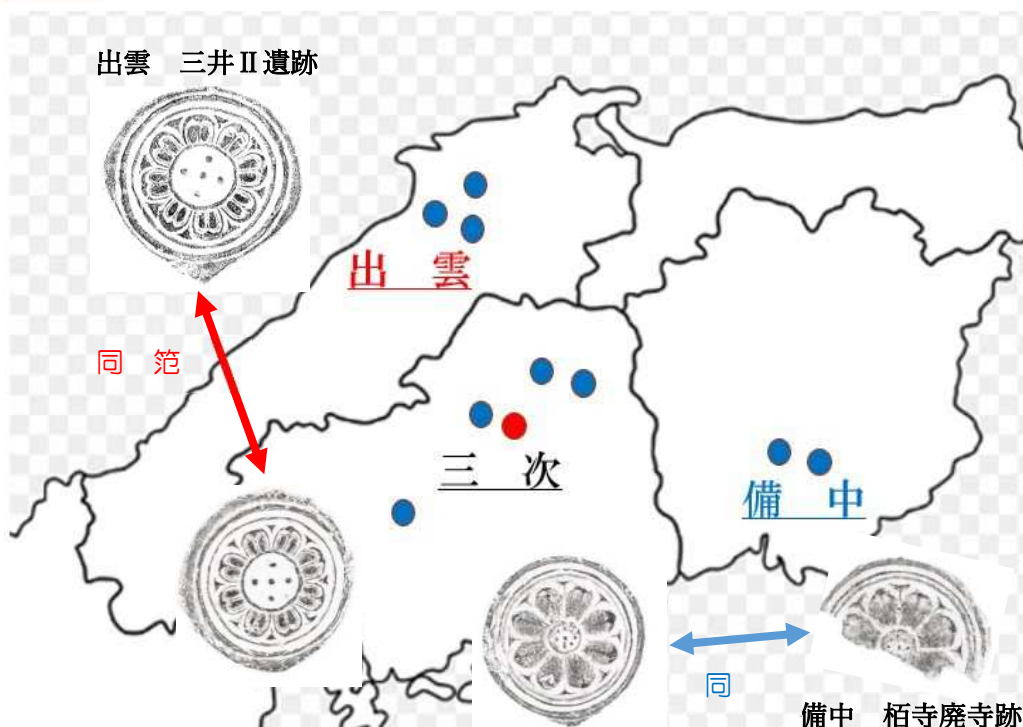 出雲　三井Ⅱ遺跡
出　雲
同　笵
三　次
備　中
同
備中　栢寺廃寺跡